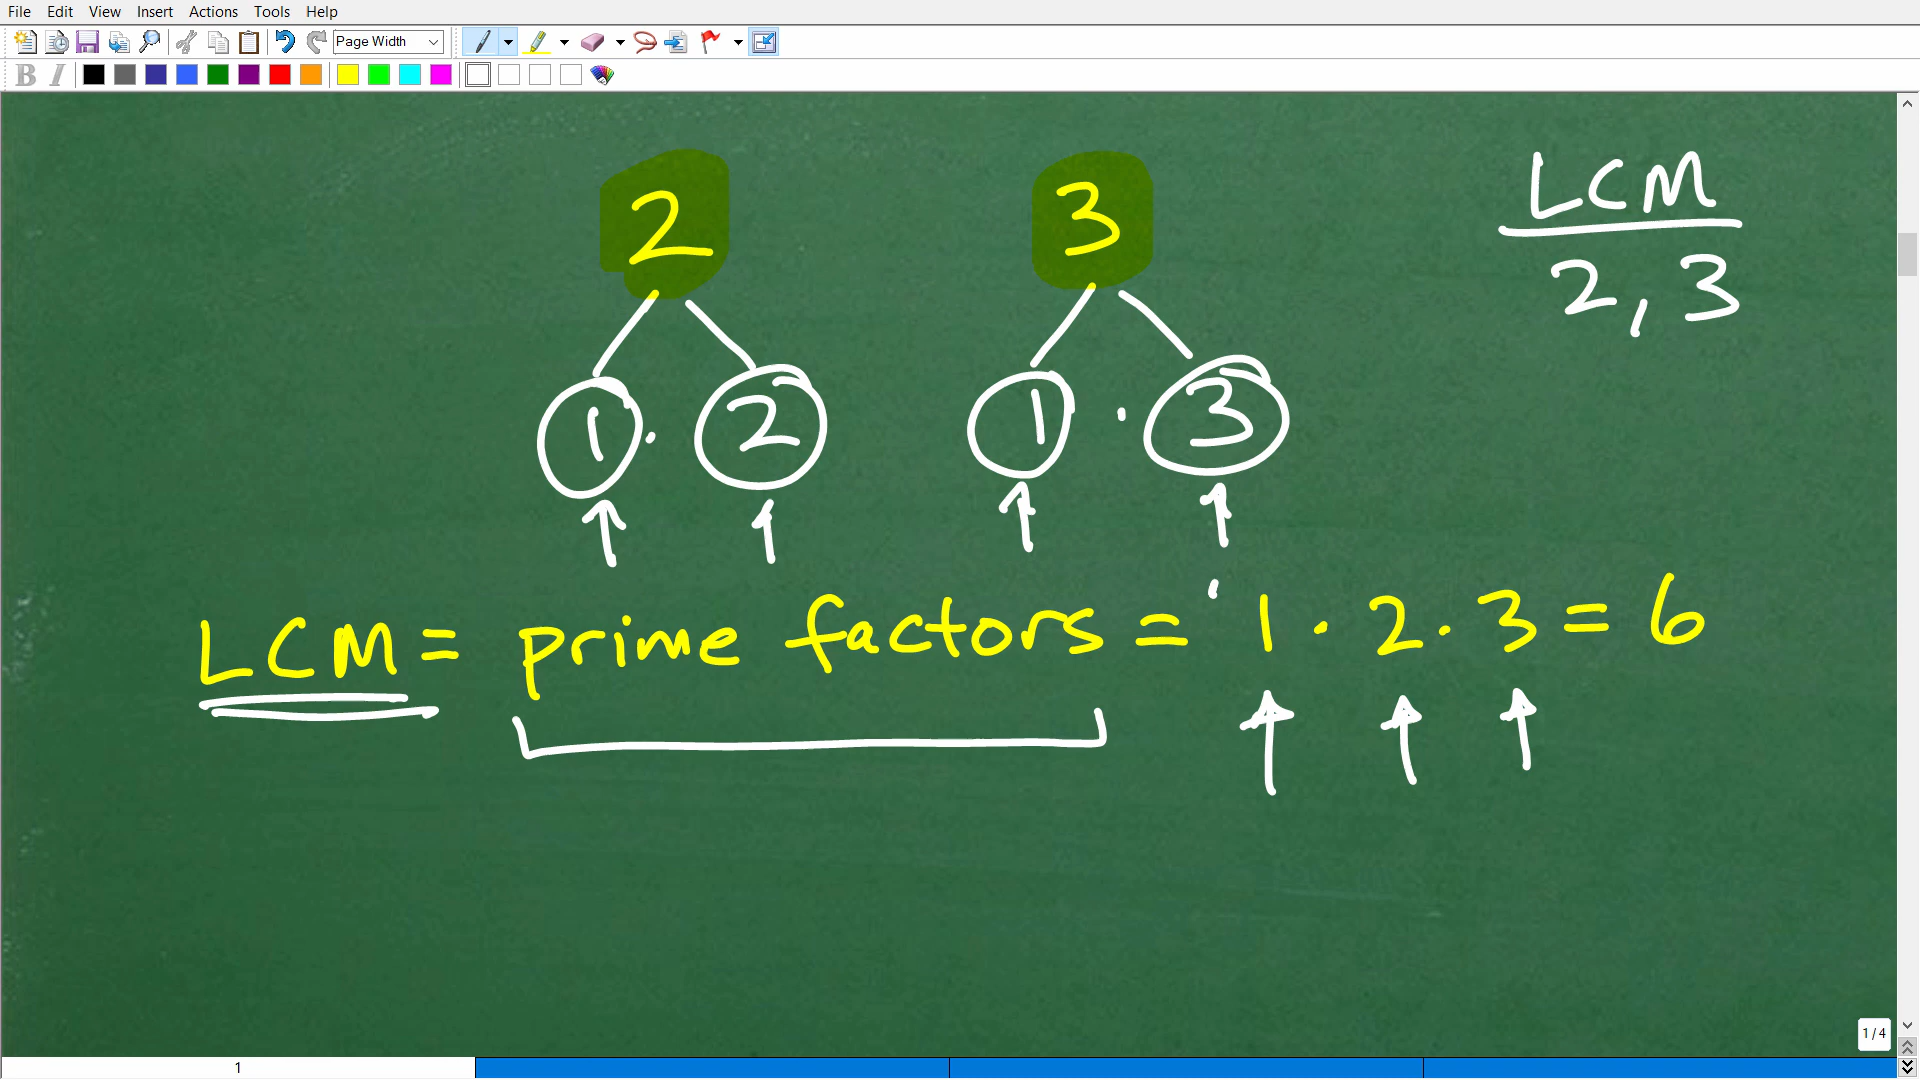 File Edit View Insert Actions Tools Help
Page Width
B I
2 3 LCM
2, 3
1 · 2 1 · 3
LCM = prime factors = 1 · 2 · 3 = 6
1 / 4
1